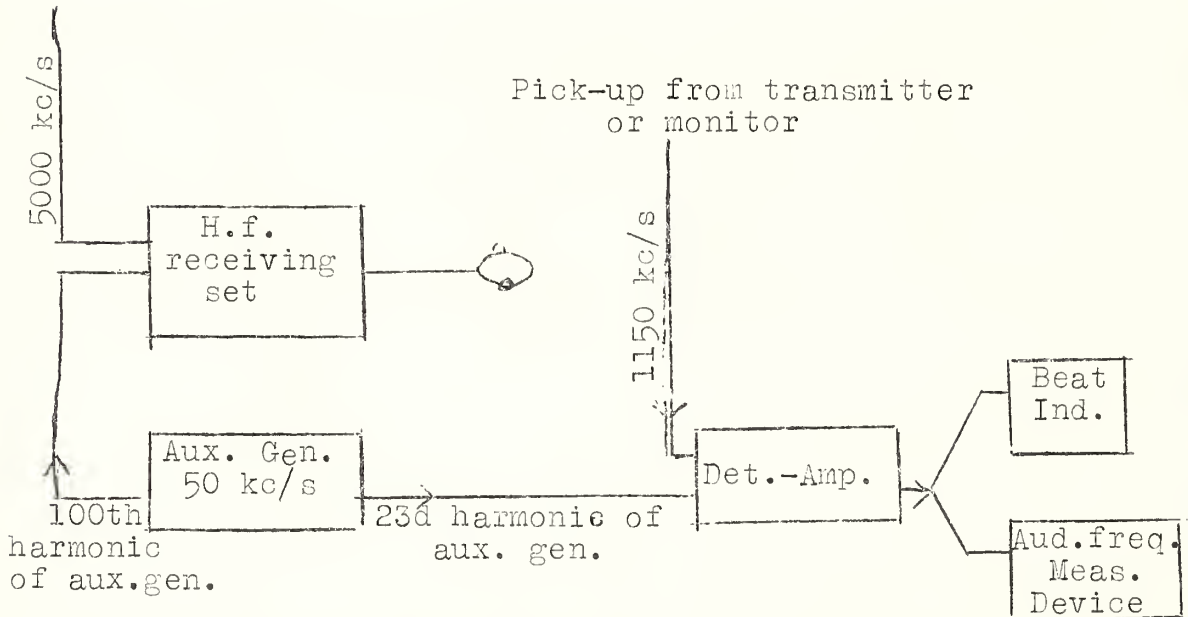 5000 kc/s
Pick-up from transmitter
or monitor
H.f.
receiving
set
1150 kc/s
Beat
Ind.
Aux. Gen.
50 kc/s
Det.-Amp.
100th
harmonic
of aux.gen.
23d harmonic of
aux. gen.
Aud.freq.
Meas.
Device